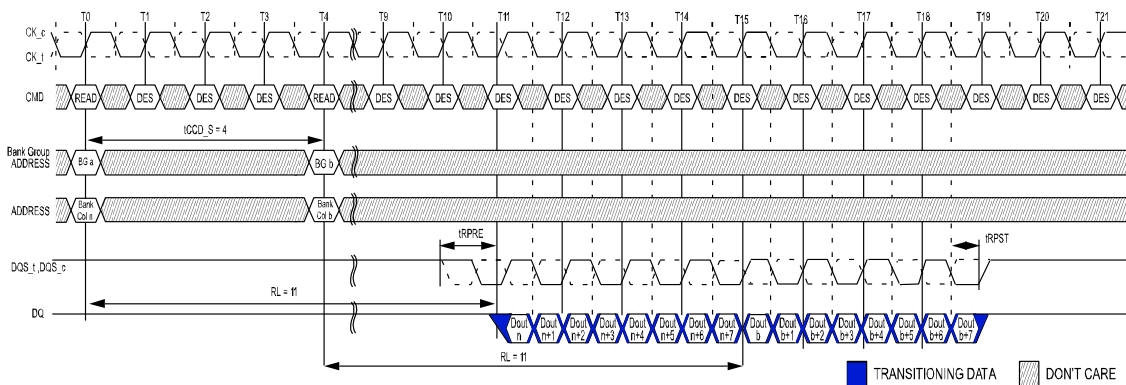 T0 T1 T2 T3 T4 T9 T10 T11 T12 T13 T14 T15 T16 T17 T18 T19 T20 T21
CK_c
CK_t
CMD READ DES DES DES READ DES DES DES DES DES DES DES DES DES DES DES DES DES
tCCD_S = 4
Bank Group
ADDRESS BG a BG b
ADDRESS Bank Col n Bank Col b
tRPRE tRPST
DQS_t,DQS_c
RL = 11
DQ Dout n Dout n+1 Dout n+2 Dout n+3 Dout n+4 Dout n+5 Dout n+6 Dout n+7 Dout b Dout b+1 Dout b+2 Dout b+3 Dout b+4 Dout b+5 Dout b+6 Dout b+7
RL = 11
TRANSITIONING DATA DON'T CARE